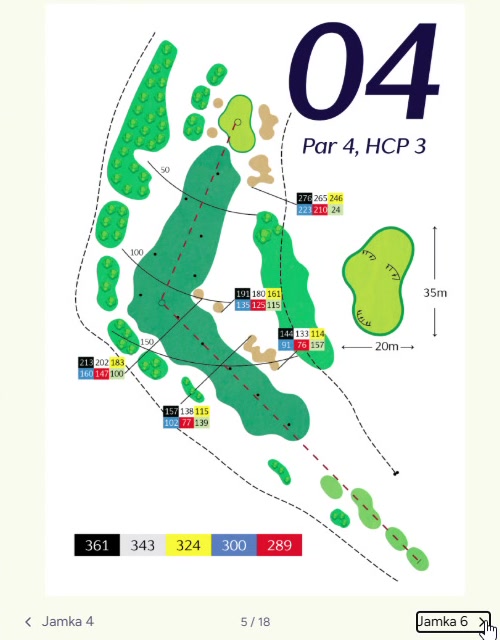 04
Par 4, HCP 3
50
276 265 246
223 210 24
100
191 180 161
135 125 115
35m
144 133 114
91 76 157
150
20m
213 202 183
160 147 100
157 138 115
102 77 139
361 343 324 300 289
Jamka 4
5 / 18
Jamka 6